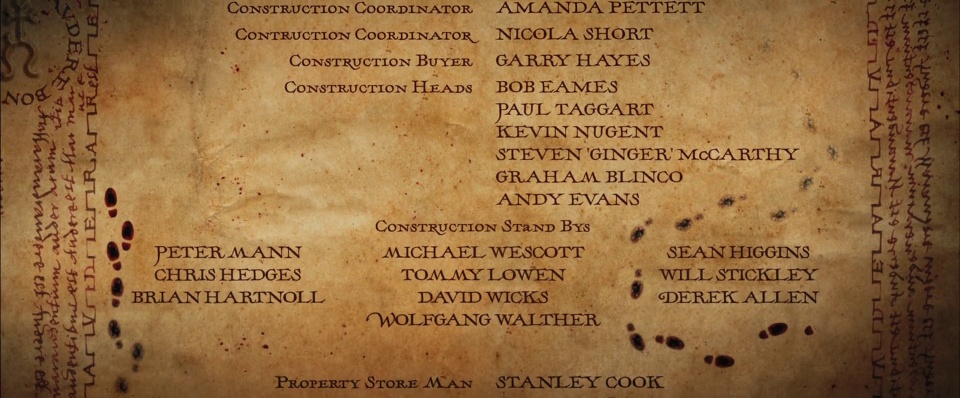 Construction Coordinator AMANDA PETTETT
Contruction Coordinator NICOLA SHORT
Construction Buyer GARRY HAYES
Construction Heads BOB EAMES
PAUL TAGGART
KEVIN NUGENT
STEVEN 'GINGER' McCARTHY
GRAHAM BLINCO
ANDY EVANS
Construction Stand Bys
PETER MANN MICHAEL WESCOTT SEAN HIGGINS
CHRIS HEDGES TOMMY LOWEN WILL STICKLEY
BRIAN HARTNOLL DAVID WICKS DEREK ALLEN
WOLFGANG WALTHER
Property Store Man STANLEY COOK